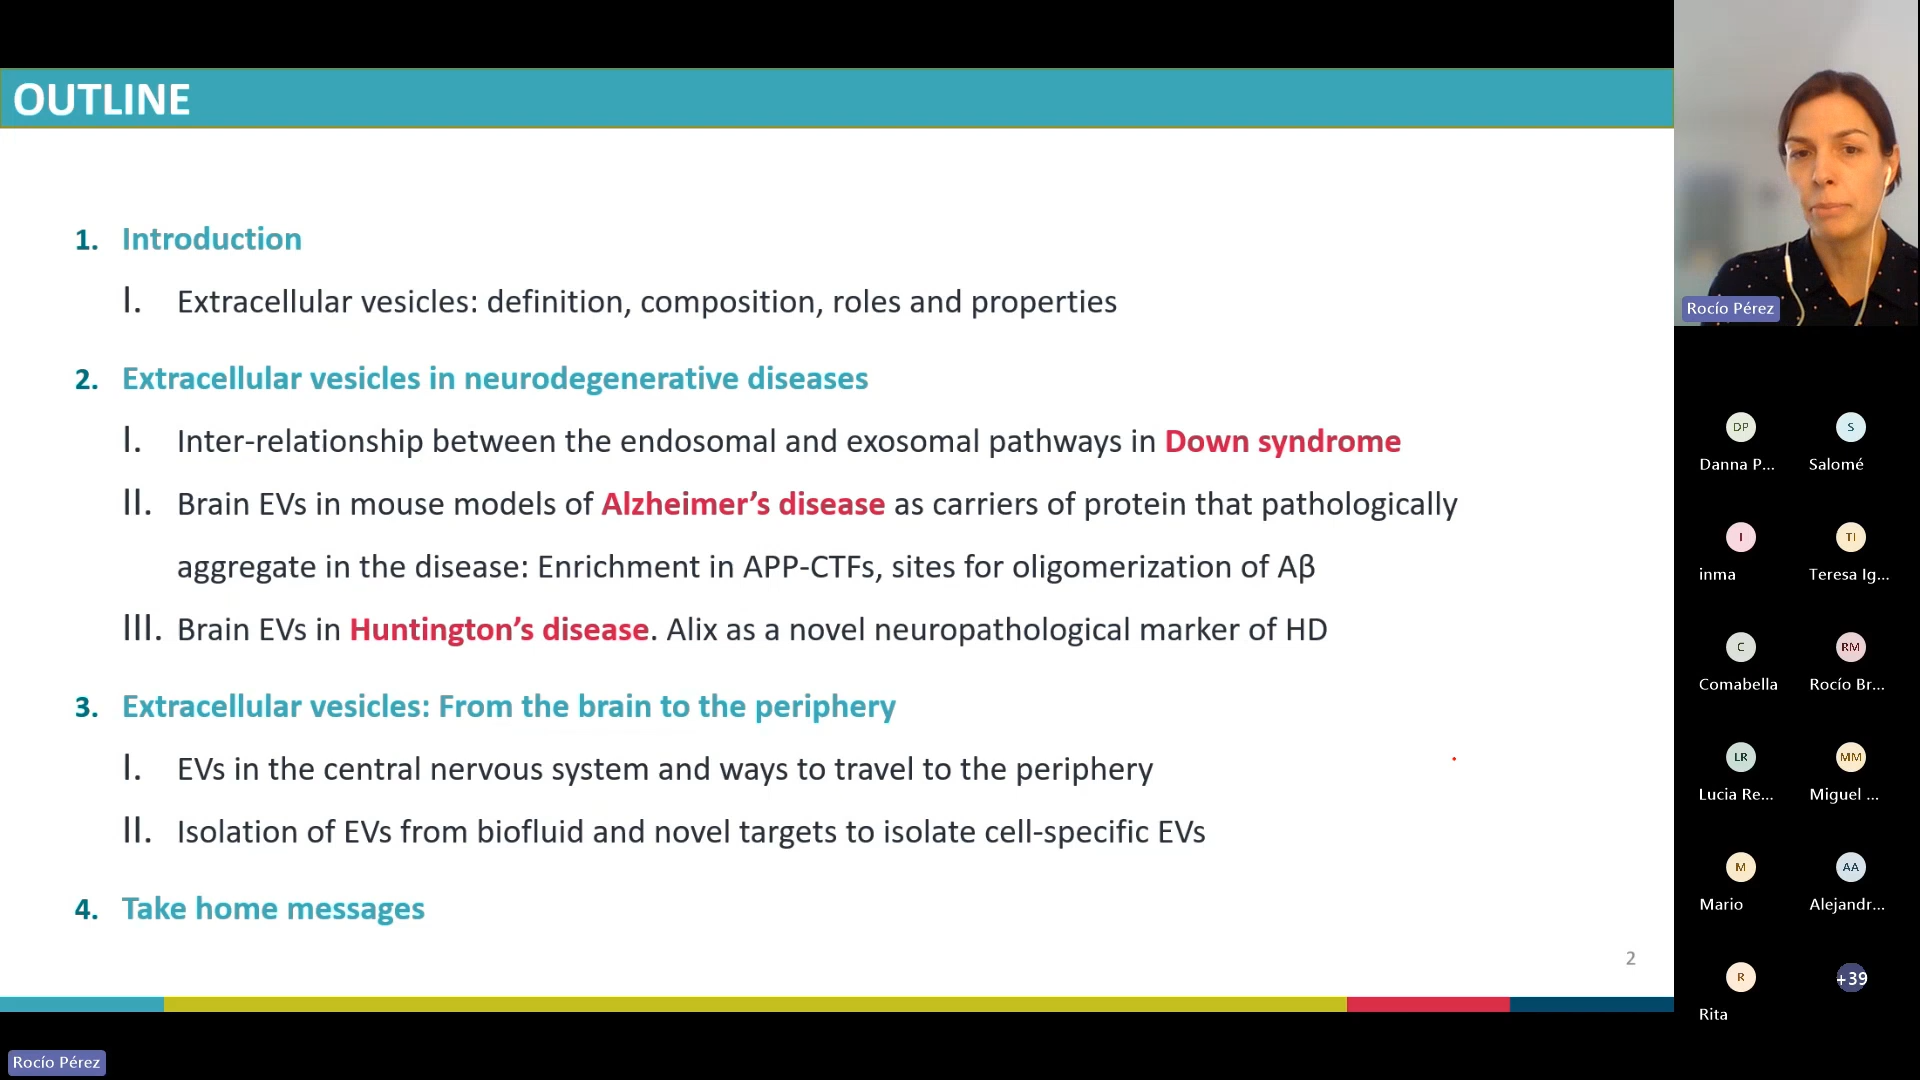 OUTLINE
1. Introduction
I. Extracellular vesicles: definition, composition, roles and properties
2. Extracellular vesicles in neurodegenerative diseases
I. Inter-relationship between the endosomal and exosomal pathways in Down syndrome
II. Brain EVs in mouse models of Alzheimer’s disease as carriers of protein that pathologically
aggregate in the disease: Enrichment in APP-CTFs, sites for oligomerization of Aβ
III. Brain EVs in Huntington’s disease. Alix as a novel neuropathological marker of HD
3. Extracellular vesicles: From the brain to the periphery
I. EVs in the central nervous system and ways to travel to the periphery
II. Isolation of EVs from biofluid and novel targets to isolate cell-specific EVs
4. Take home messages
2
Rocío Pérez
Rocío Pérez
DP
Danna P...
S
Salomé
I
inma
TI
Teresa Ig...
C
Comabella
RM
Rocío Br...
LR
Lucia Re...
MM
Miguel ...
M
Mario
AA
Alejandr...
R
Rita
+39